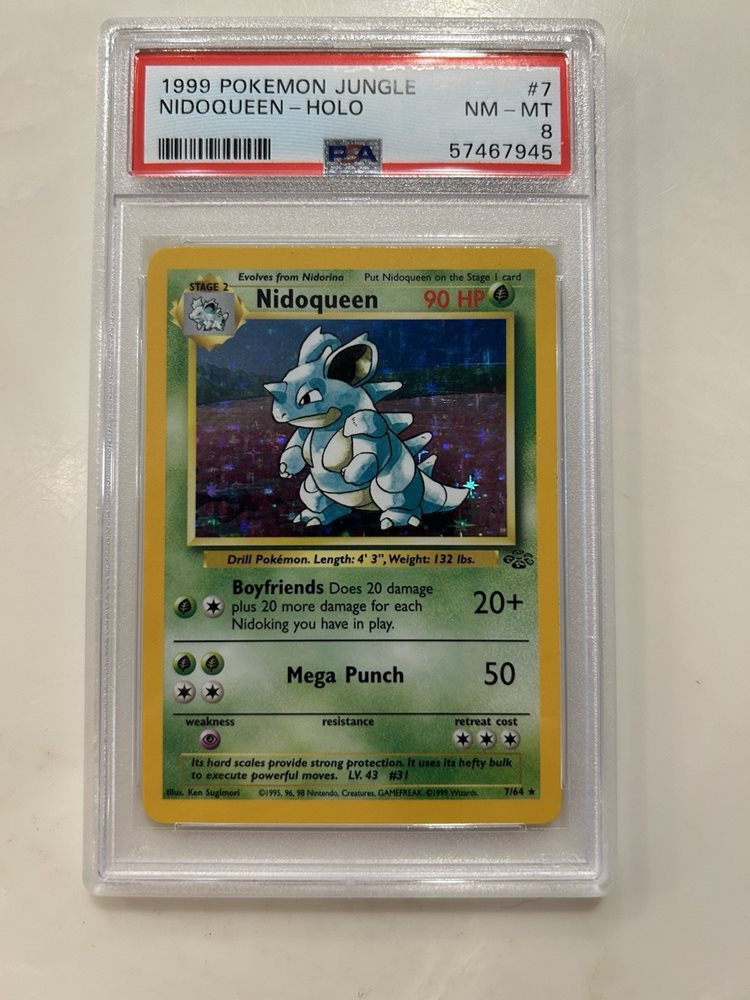 1999 POKEMON JUNGLE #7
NIDOQUEEN – HOLO NM – MT
8
PSA 57467945
Evolves from Nidorina Put Nidoqueen on the Stage 1 card
STAGE 2
Nidoqueen 90 HP
Drill Pokémon. Length: 4' 3", Weight: 132 lbs.
Boyfriends Does 20 damage
plus 20 more damage for each
Nidoking you have in play.
20+
Mega Punch 50
weakness resistance retreat cost
Its hard scales provide strong protection. It uses its hefty bulk
to execute powerful moves. LV. 43 #31
Illus. Ken Sugimori ©1995, 96, 98 Nintendo, Creatures, GAMEFREAK. ©1999 Wizards. 7/64 ★